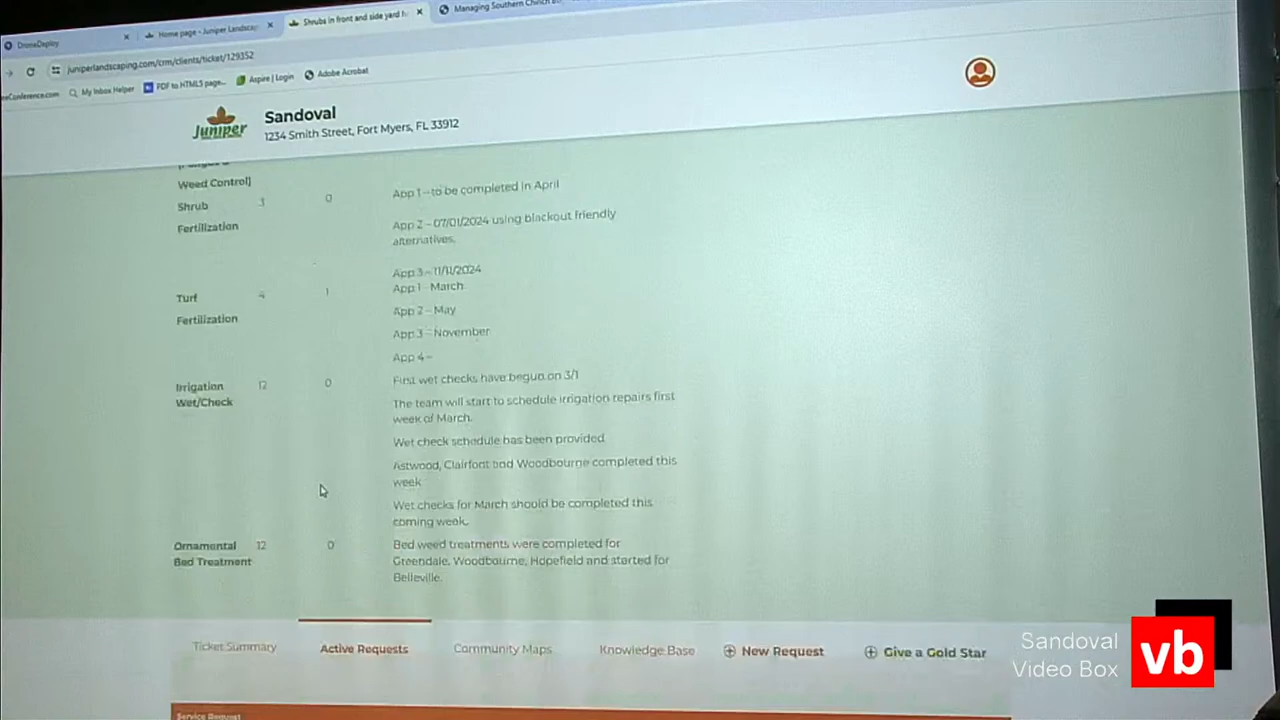 DroneDeploy
Home page - Juniper Landscap
Shrubs in front and side yard h
Managing Southern Chinch
juniperlandscaping.com/crm/clients/ticket/129352
eeConference.com
My Inbox Helper
PDF to HTML5 page...
Aspire | Login
Adobe Acrobat
Juniper
Sandoval
1234 Smith Street, Fort Myers, FL 33912
Weed Control]
Shrub Fertilization
3
0
App 1 – to be completed in April
App 2 – 07/01/2024 using blackout friendly
alternatives.
App 3 – 11/11/2024
Turf
Fertilization
4
1
App 1 - March
App 2 – May
App 3 – November
App 4 –
Irrigation
Wet/Check
12
0
First wet checks have begun on 3/1
The team will start to schedule irrigation repairs first
week of March.
Wet check schedule has been provided
Astwood, Clairfont and Woodbourne completed this
week
Wet checks for March should be completed this
coming week.
Ornamental
Bed Treatment
12
0
Bed weed treatments were completed for
Greendale, Woodbourne, Hopefield and started for
Belleville.
Ticket Summary
Active Requests
Community Maps
Knowledge Base
New Request
Give a Gold Star
Service Request
Sandoval
Video Box
vb